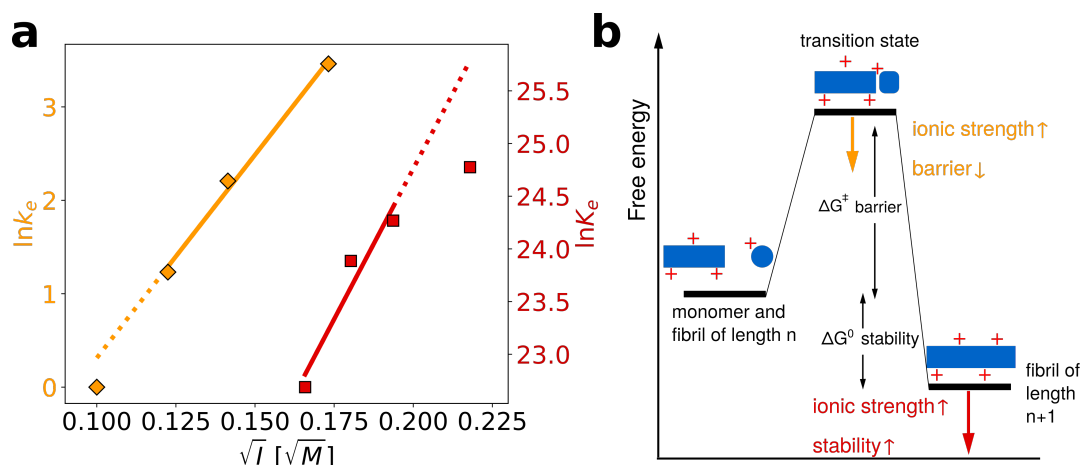 a
lnkₑ
3
2
1
0
25.5
25.0
24.5
24.0
23.5
23.0
lnKₑ
0.100 0.125 0.150 0.175 0.200 0.225
√I [√M]
b
Free energy
transition state
+ +
+ +
ionic strength↑
barrier↓
ΔG‡ barrier
+ +
+ +
monomer and
fibril of length n
ΔG⁰ stability
+ +
+ +
fibril of
length
n+1
ionic strength↑
stability↑